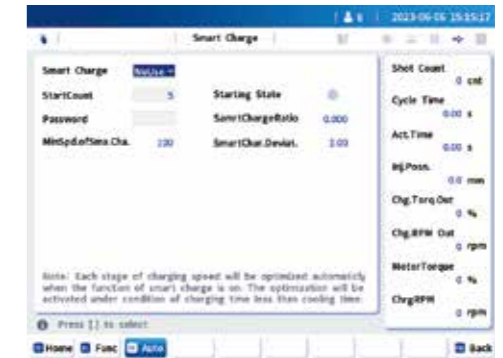 1 2023-06-06 15:15:17
Smart Charge
Smart Charge NoUse
StartCount 5 Starting State
Password SamrtChargeRatio 0.000
MinSpd.ofSma.Cha. 100 SmartChar.Deviat. 2.00
Note: Each stage of charging speed will be optimized automaticly
when the function of smart charge is on. The optimization will be
activated under condition of charging time less than cooling time.
Press [] to select
Home Func Auto Back
Shot Count
0 cnt
Cycle Time
0.00 s
Act.Time
0.00 s
Inj.Posn.
0.0 mm
Chg.Torq.Out
0 %
Chg.RPM Out
0 rpm
MotorTorque
0 %
ChrgRPM
0 rpm